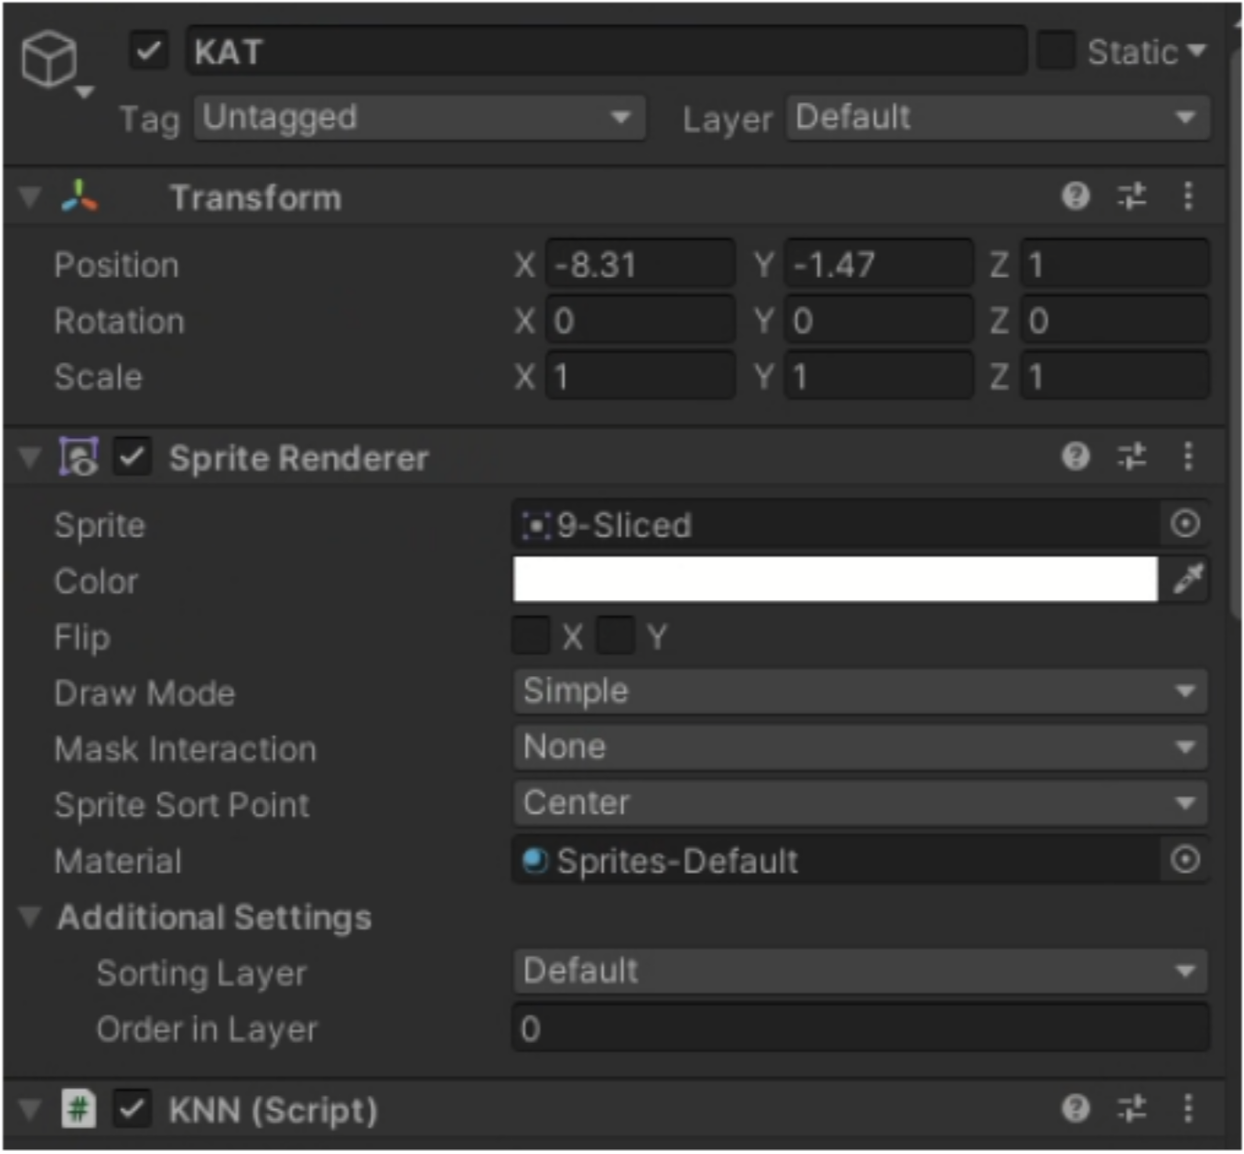 KAT Static
Tag Untagged Layer Default
Transform
Position X -8.31 Y -1.47 Z 1
Rotation X 0 Y 0 Z 0
Scale X 1 Y 1 Z 1
Sprite Renderer
Sprite 9-Sliced
Color
Flip X Y
Draw Mode Simple
Mask Interaction None
Sprite Sort Point Center
Material Sprites-Default
Additional Settings
Sorting Layer Default
Order in Layer 0
# KNN (Script)